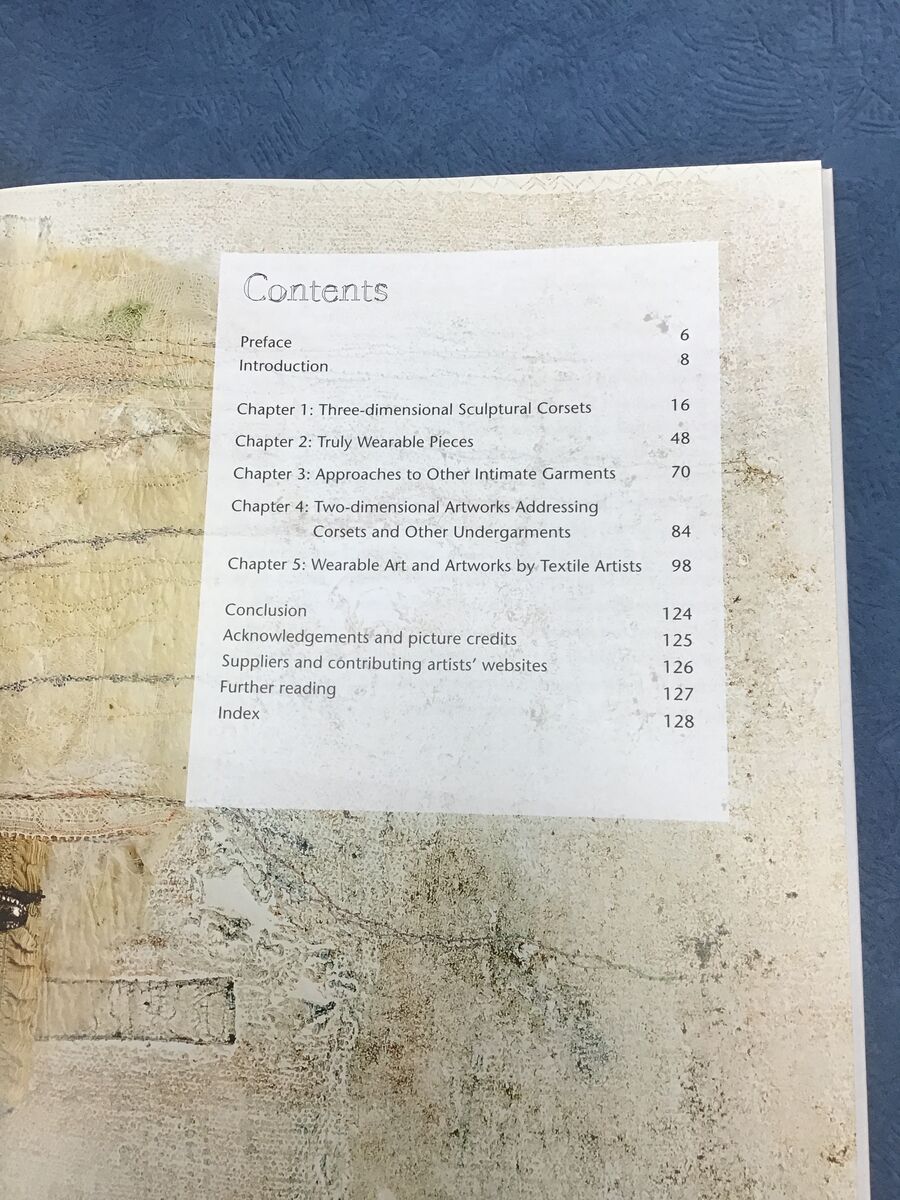 Contents
Preface 6
Introduction 8
Chapter 1: Three-dimensional Sculptural Corsets 16
Chapter 2: Truly Wearable Pieces 48
Chapter 3: Approaches to Other Intimate Garments 70
Chapter 4: Two-dimensional Artworks Addressing
Corsets and Other Undergarments 84
Chapter 5: Wearable Art and Artworks by Textile Artists 98
Conclusion 124
Acknowledgements and picture credits 125
Suppliers and contributing artists’ websites 126
Further reading 127
Index 128